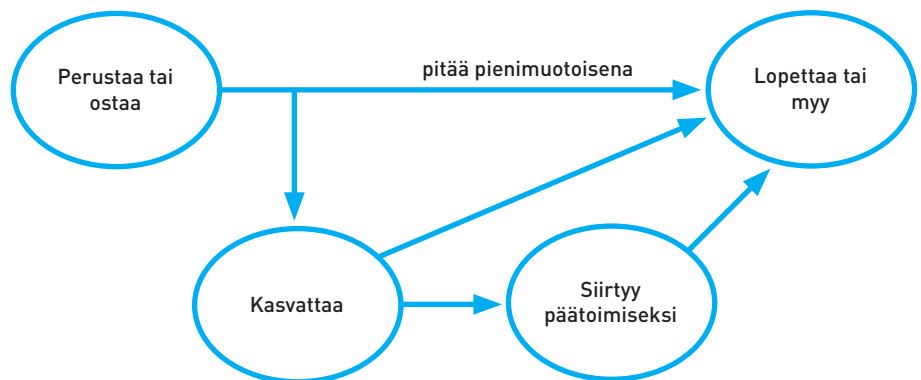 Perustaa tai
ostaa
pitää pienimuotoisena
Lopettaa tai
myy
Kasvattaa
Siirtyy
päätoimiseksi